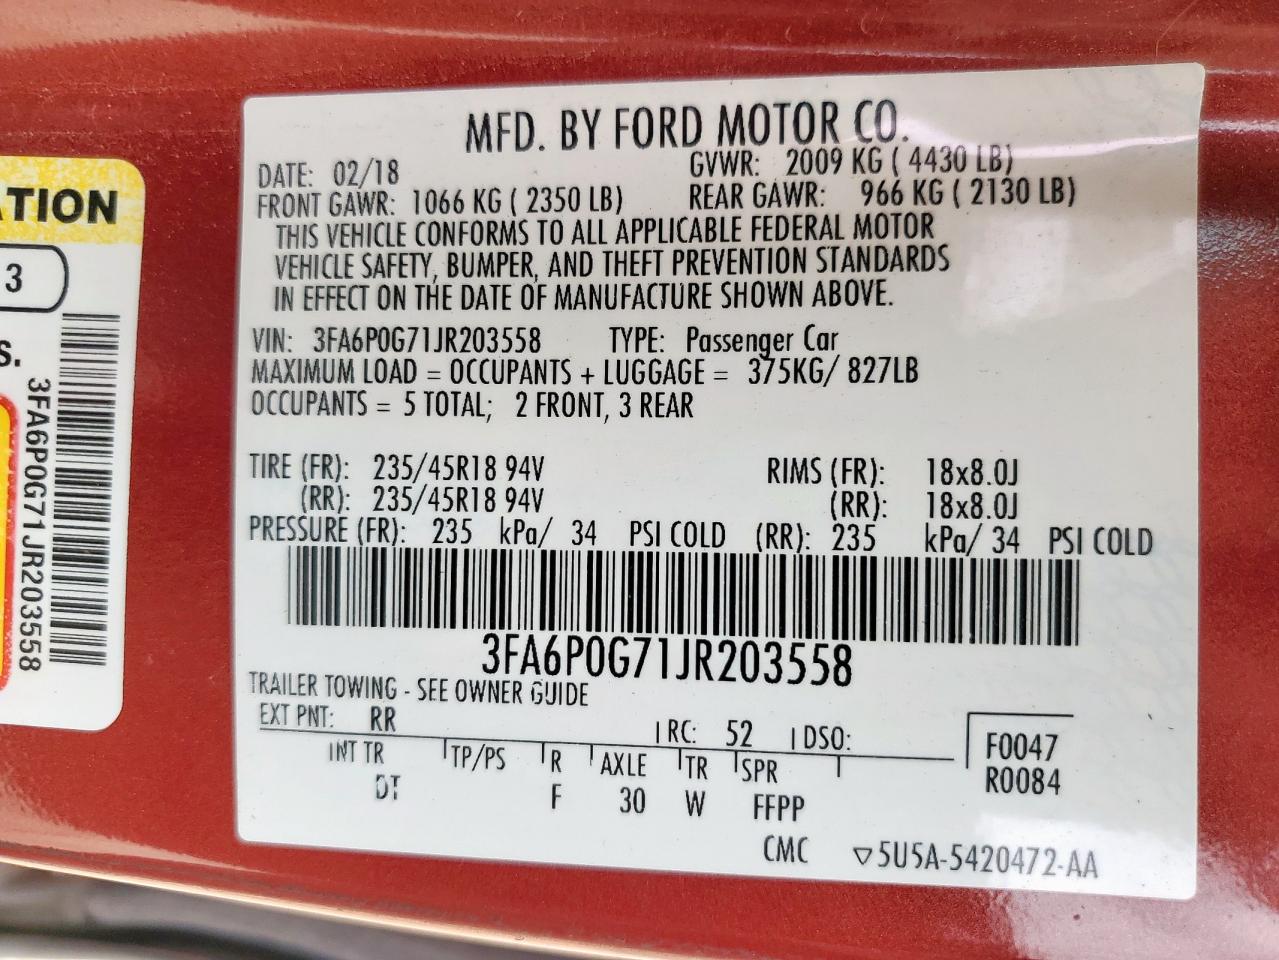 MFD. BY FORD MOTOR CO.
DATE: 02/18 GVWR: 2009 KG ( 4430 LB)
FRONT GAWR: 1066 KG ( 2350 LB) REAR GAWR: 966 KG ( 2130 LB)
THIS VEHICLE CONFORMS TO ALL APPLICABLE FEDERAL MOTOR
VEHICLE SAFETY, BUMPER, AND THEFT PREVENTION STANDARDS
IN EFFECT ON THE DATE OF MANUFACTURE SHOWN ABOVE.
VIN: 3FA6P0G71JR203558 TYPE: Passenger Car
MAXIMUM LOAD = OCCUPANTS + LUGGAGE = 375KG/ 827LB
OCCUPANTS = 5 TOTAL; 2 FRONT, 3 REAR
TIRE (FR): 235/45R18 94V RIMS (FR): 18x8.0J
(RR): 235/45R18 94V (RR): 18x8.0J
PRESSURE (FR): 235 kPa/ 34 PSI COLD (RR): 235 kPa/ 34 PSI COLD
3FA6P0G71JR203558
TRAILER TOWING - SEE OWNER GUIDE
EXT PNT: RR RC: 52 DSO:
INT TR TP/PS R AXLE TR SPR
DT F 30 W FFPP
F0047
R0084
CMC ▽5U5A-5420472-AA
ATION
3
S.
3FA6P0G71JR203558